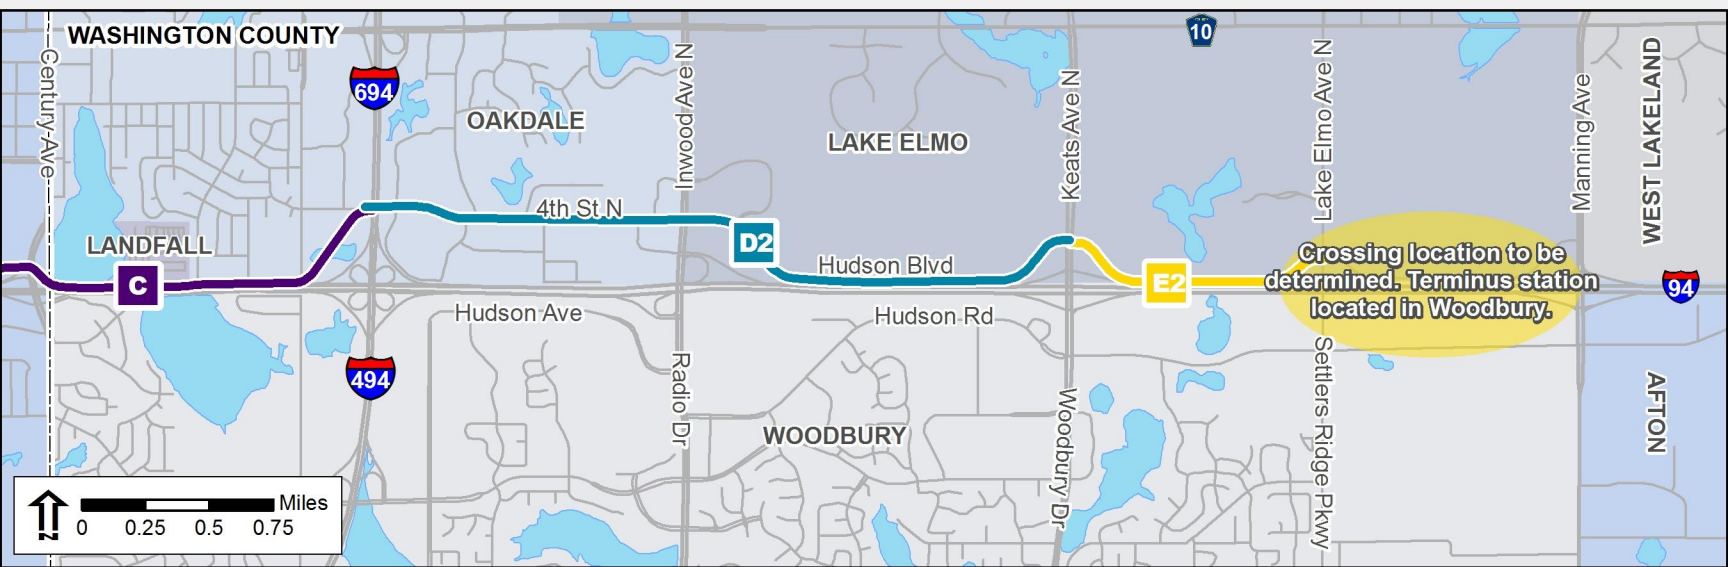 WASHINGTON COUNTY
Century Ave
694
OAKDALE
Inwood Ave N
LAKE ELMO
Keats Ave N
10
Lake Elmo Ave N
Manning Ave
WEST LAKELAND
4th St N
LANDFALL
C
D2
Hudson Blvd
E2
Crossing location to be
determined. Terminus station
located in Woodbury.
94
Hudson Ave
Hudson Rd
494
Radio Dr
WOODBURY
Woodbury Dr
Settlers Ridge Pkwy
AFTON
N
Miles
0 0.25 0.5 0.75